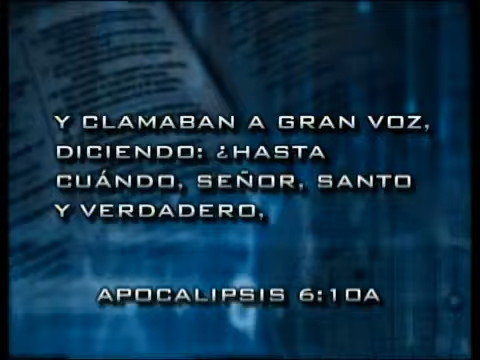 Y CLAMABAN A GRAN VOZ,
DICIENDO: ¿HASTA
CUÁNDO, SEÑOR, SANTO
Y VERDADERO,
APOCALIPSIS 6:10A